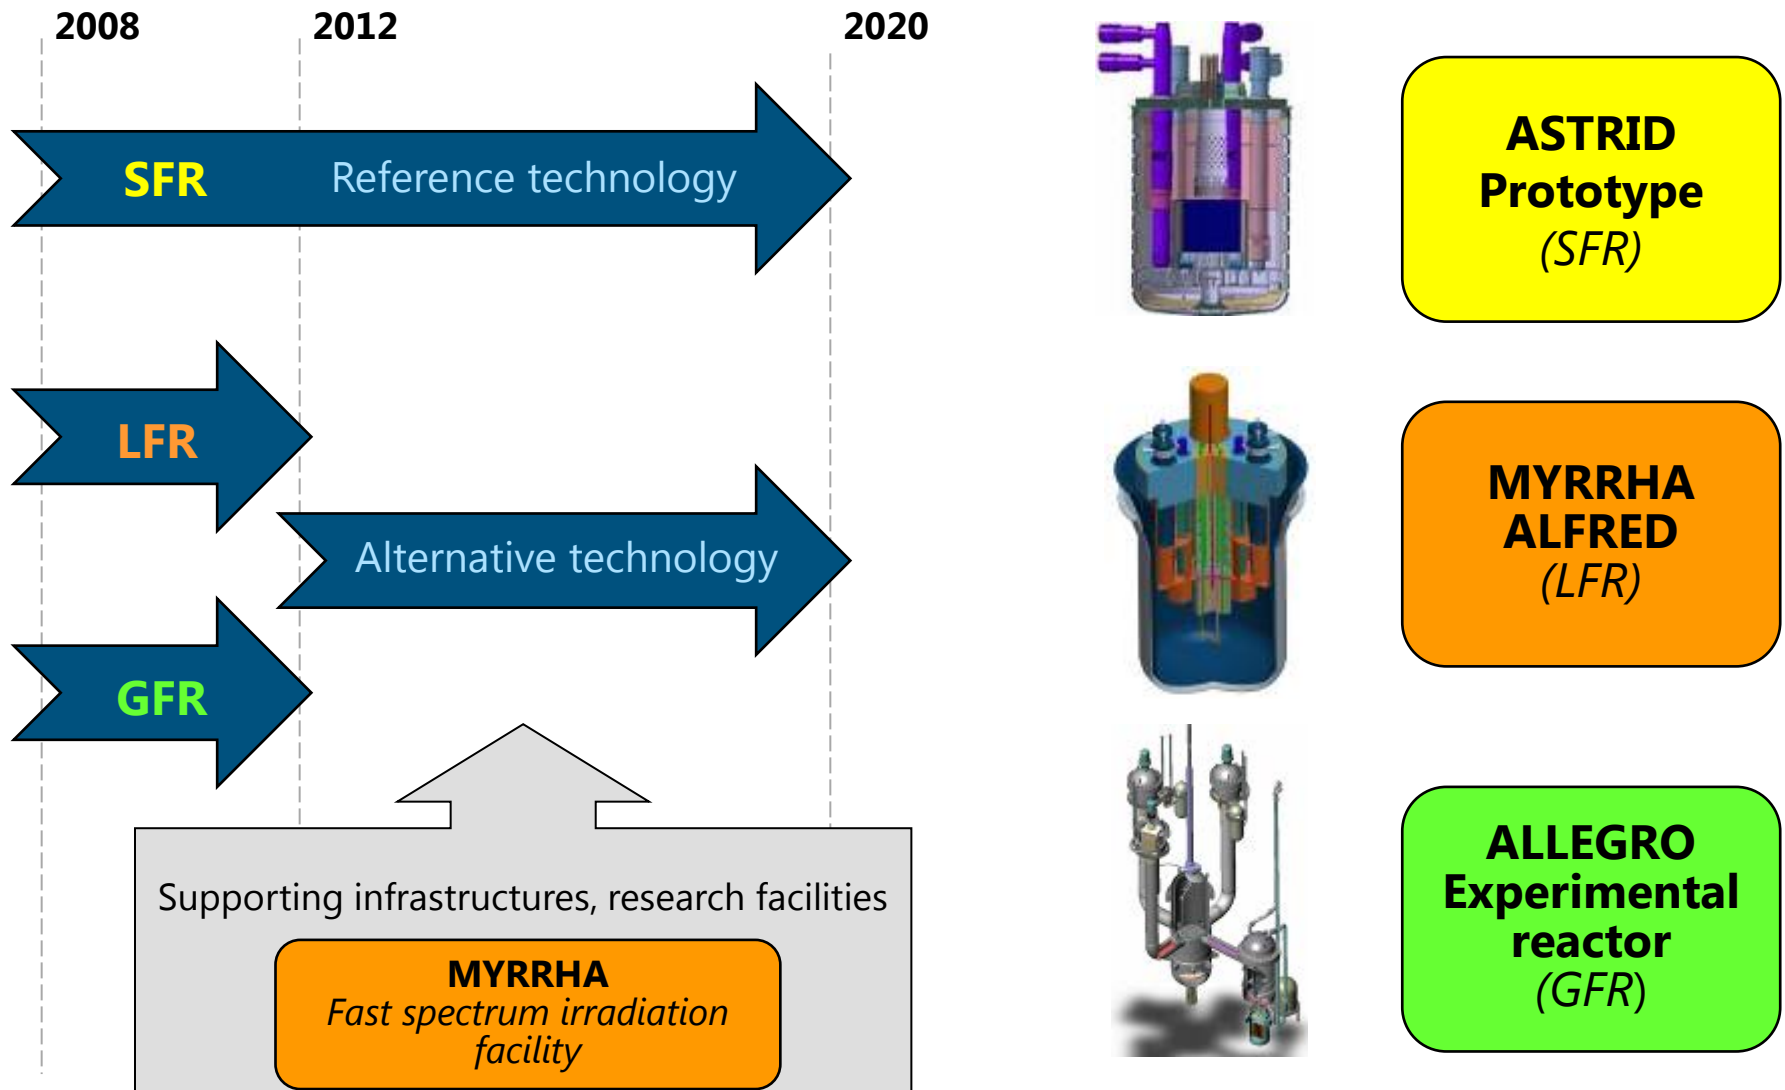 2008
2012
2020
SFR
Reference technology
LFR
Alternative technology
GFR
Supporting infrastructures, research facilities
MYRRHA
Fast spectrum irradiation
facility
ASTRID
Prototype
(SFR)
MYRRHA
ALFRED
(LFR)
ALLEGRO
Experimental
reactor
(GFR)